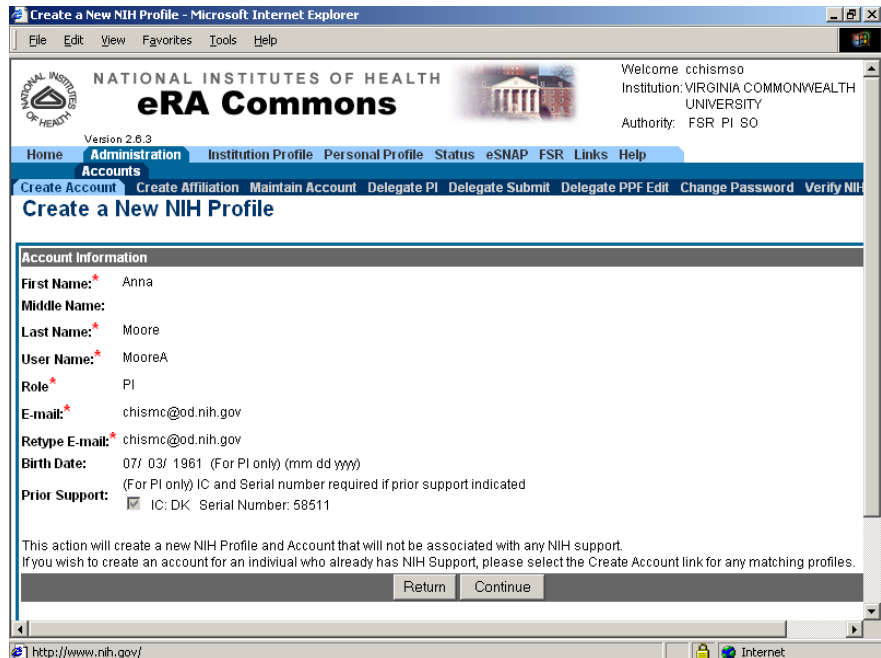 Create a New NIH Profile - Microsoft Internet Explorer
File Edit View Favorites Tools Help
NATIONAL INSTITUTES OF HEALTH
NATIONAL INSTITUTES OF HEALTH
eRA Commons
Version 2.6.3
Welcome cchismso
Institution: VIRGINIA COMMONWEALTH
UNIVERSITY
Authority: FSR PI SO
Home Administration Institution Profile Personal Profile Status eSNAP FSR Links Help
Accounts
Create Account Create Affiliation Maintain Account Delegate PI Delegate Submit Delegate PPF Edit Change Password Verify NIH
Create a New NIH Profile
Account Information
First Name:* Anna
Middle Name:
Last Name:* Moore
User Name:* MooreA
Role* PI
E-mail:* chismc@od.nih.gov
Retype E-mail:* chismc@od.nih.gov
Birth Date: 07/ 03/ 1961 (For PI only) (mm dd yyyy)
Prior Support: (For PI only) IC and Serial number required if prior support indicated
IC: DK Serial Number: 58511
This action will create a new NIH Profile and Account that will not be associated with any NIH support.
If you wish to create an account for an indiviual who already has NIH Support, please select the Create Account link for any matching profiles.
Return Continue
http://www.nih.gov/ Internet